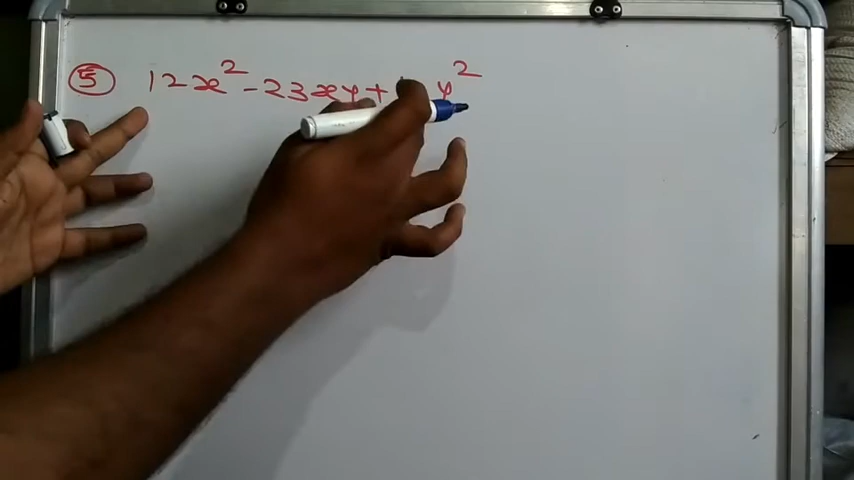 ⑤ 12x² - 23xy + y²